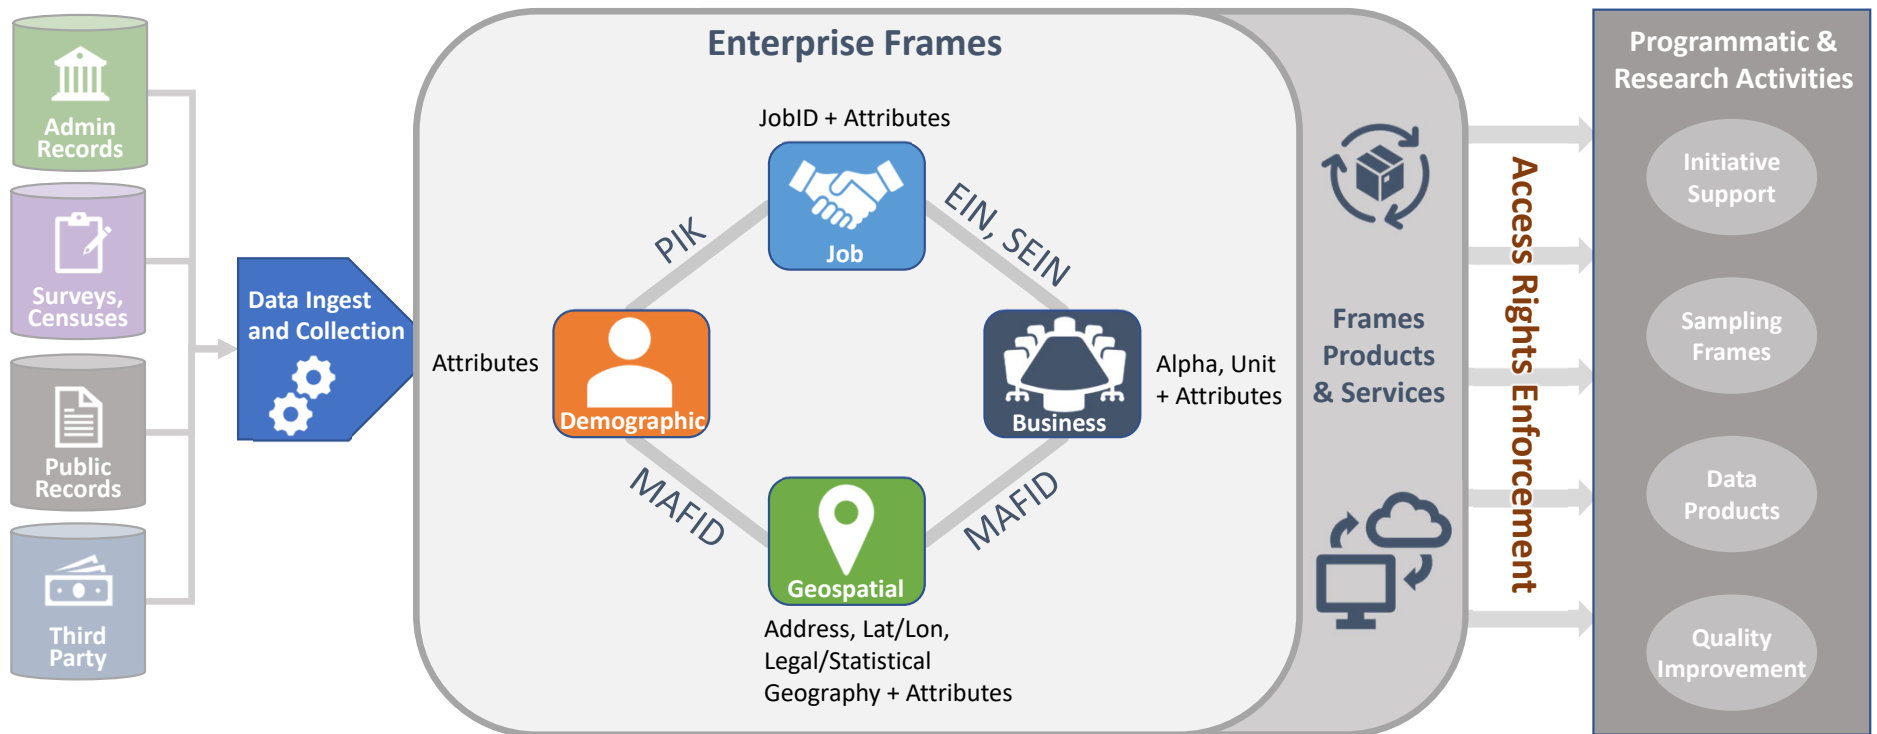 Admin
Records
Surveys,
Censuses
Public
Records
Third
Party
Data Ingest
and Collection
Enterprise Frames
JobID + Attributes
Job
PIK
EIN, SEIN
Attributes
Demographic
Business
Alpha, Unit
+ Attributes
MAFID
MAFID
Geospatial
Address, Lat/Lon,
Legal/Statistical
Geography + Attributes
Frames
Products
& Services
Access Rights Enforcement
Programmatic &
Research Activities
Initiative
Support
Sampling
Frames
Data
Products
Quality
Improvement